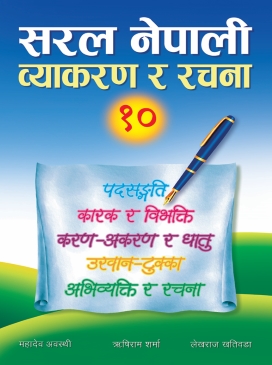 सरल नेपाली
व्याकरण र रचना
१०
पदसङ्गति
कारक र विभक्ति
करण-अकरण र धातु
उखान-टुक्का
अभिव्यक्ति र रचना
महादेव अवस्थी ऋषिराम शर्मा लेखराज खतिवडा